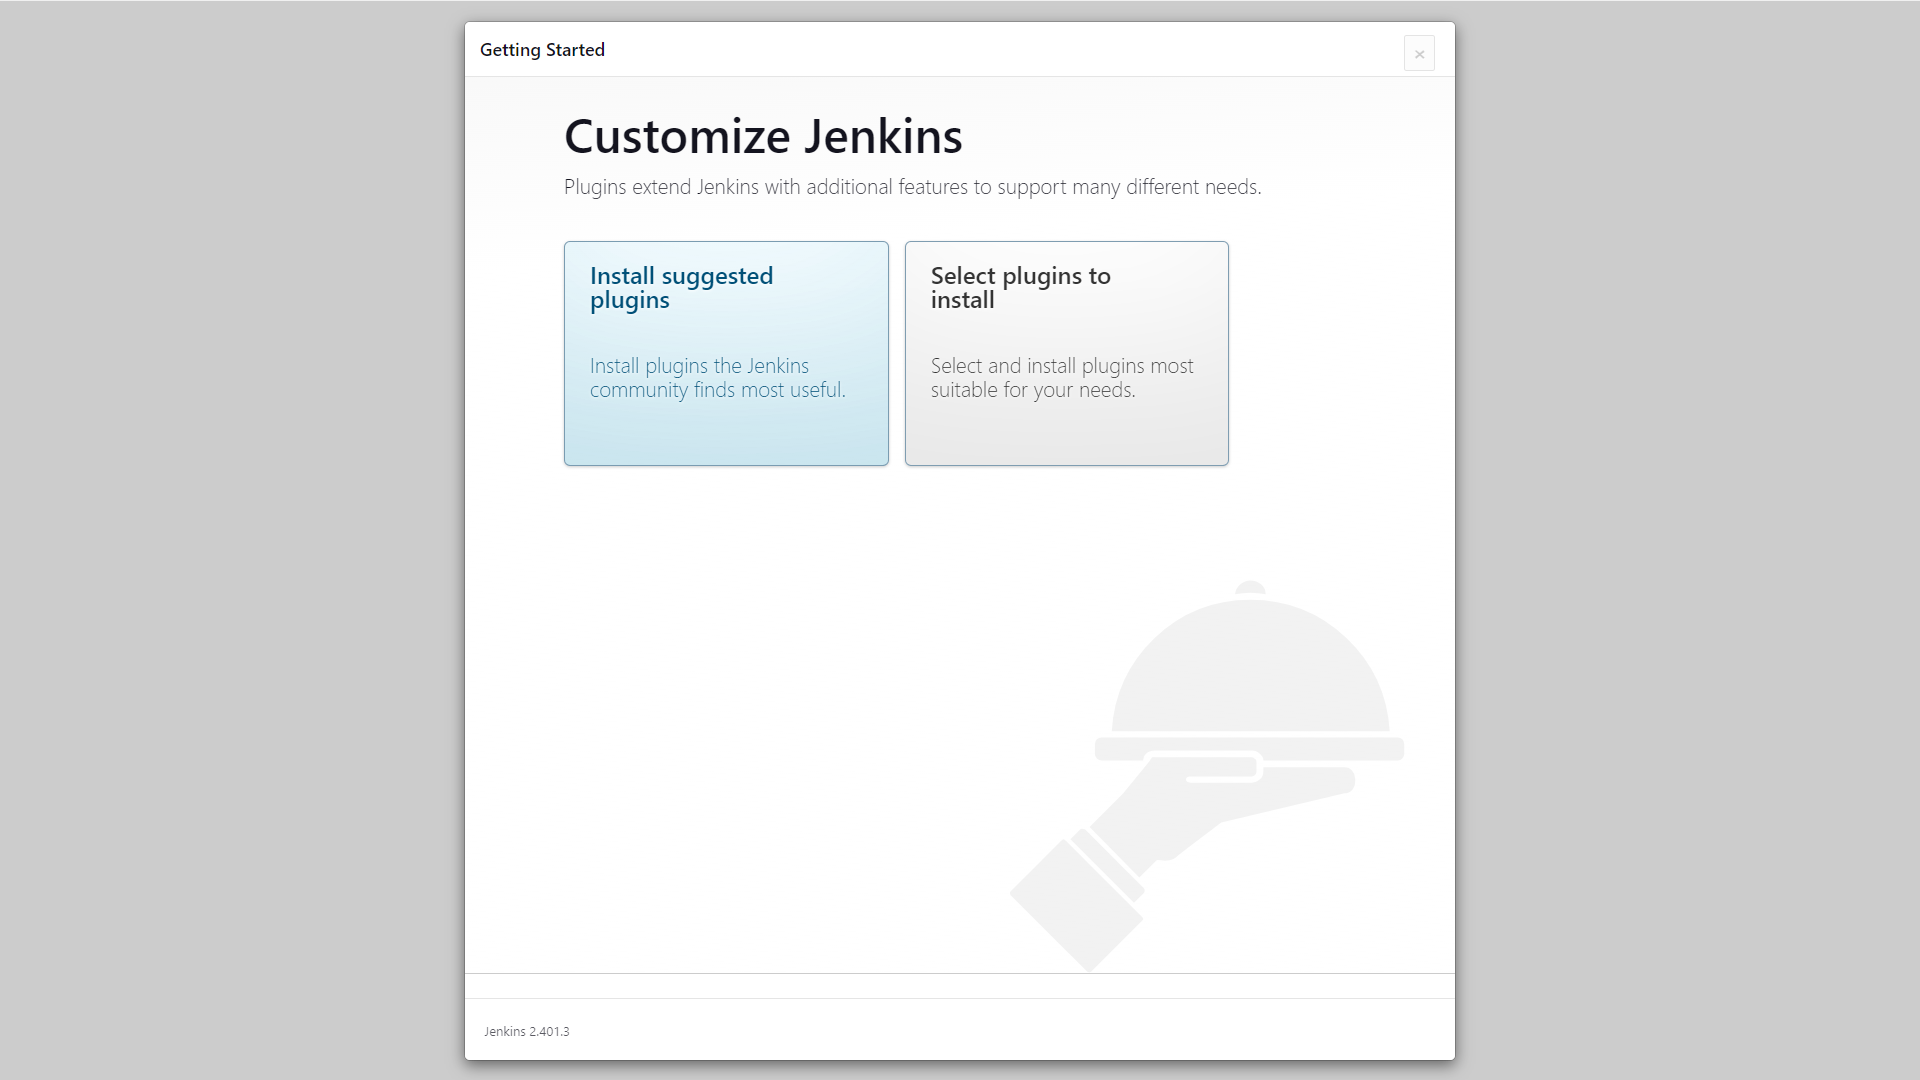 Getting Started
×
Customize Jenkins
Plugins extend Jenkins with additional features to support many different needs.
Install suggested
plugins
Install plugins the Jenkins
community finds most useful.
Select plugins to
install
Select and install plugins most
suitable for your needs.
Jenkins 2.401.3